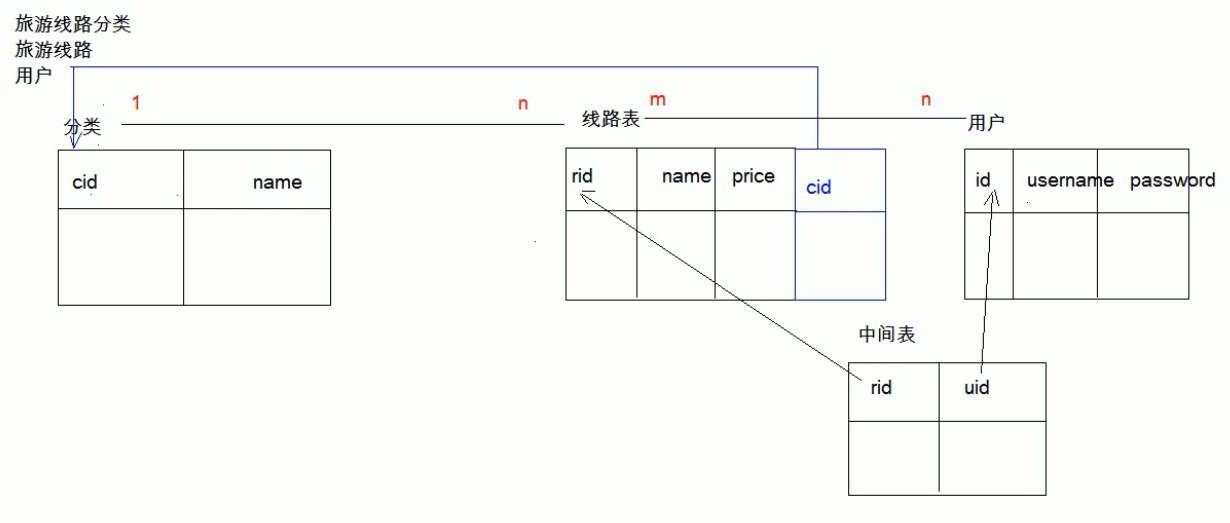 旅游线路分类
旅游线路
用户
1
n
m
n
分类
线路表
用户
cid
name
rid
name
price
cid
id
username
password
中间表
rid
uid